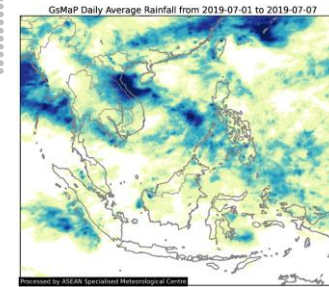 GsMaP Daily Average Rainfall from 2019-07-01 to 2019-07-07
Processed by ASEAN Specialised Meteorological Centre